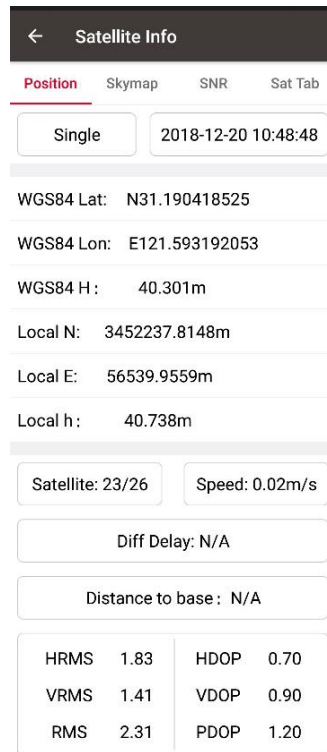 ← Satellite Info
Position Skymap SNR Sat Tab
Single 2018-12-20 10:48:48
WGS84 Lat: N31.190418525
WGS84 Lon: E121.593192053
WGS84 H: 40.301m
Local N: 3452237.8148m
Local E: 56539.9559m
Local h: 40.738m
Satellite: 23/26 Speed: 0.02m/s
Diff Delay: N/A
Distance to base: N/A
HRMS 1.83 HDOP 0.70
VRMS 1.41 VDOP 0.90
RMS 2.31 PDOP 1.20